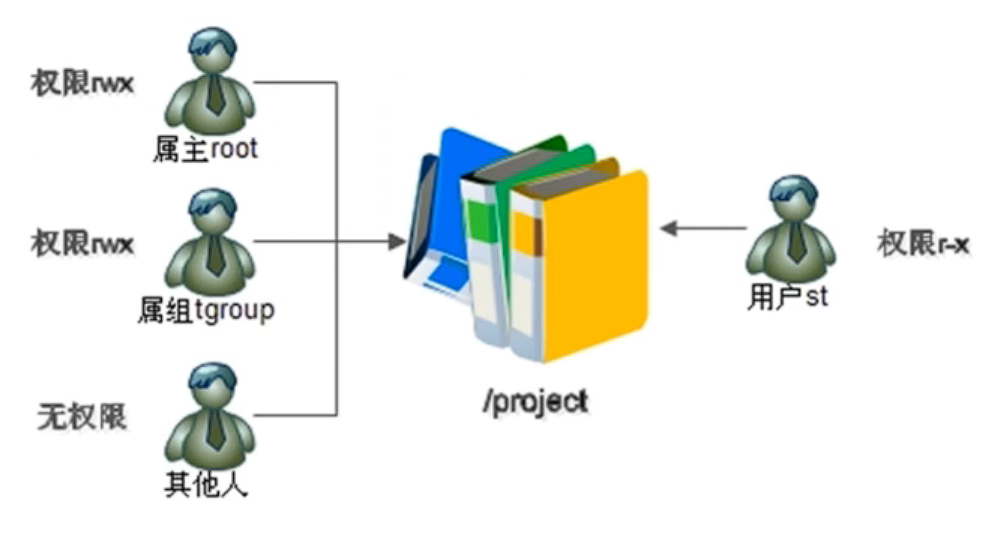 权限rwx
属主root
权限rwx
属组tgroup
无权限
其他人
/project
用户st
权限r-x